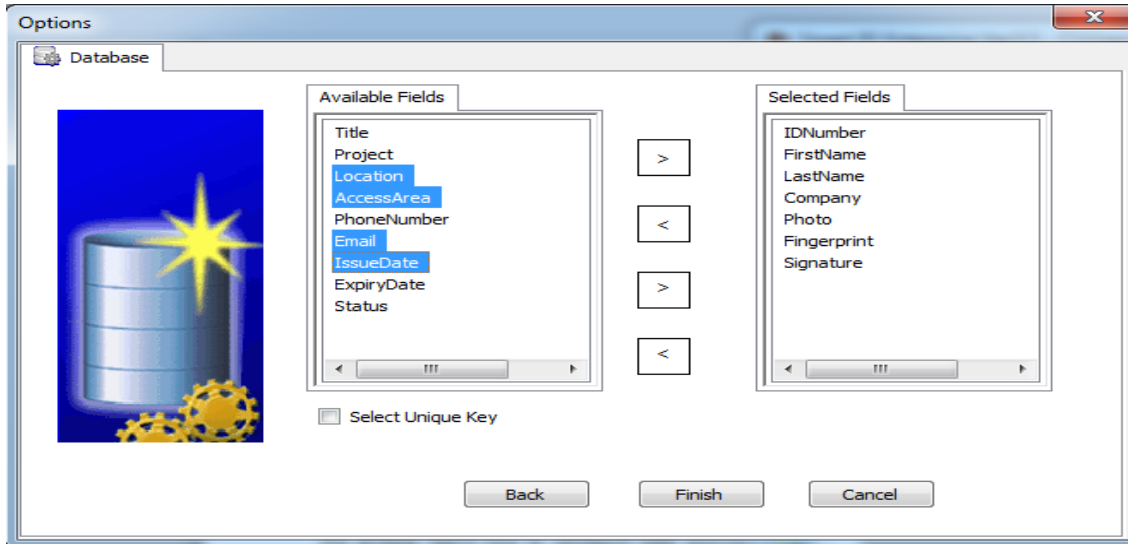 Options
Database
Available Fields
Title
Project
Location
AccessArea
PhoneNumber
Email
IssueDate
ExpiryDate
Status
>
<
>
<
Selected Fields
IDNumber
FirstName
LastName
Company
Photo
Fingerprint
Signature
Select Unique Key
Back Finish Cancel